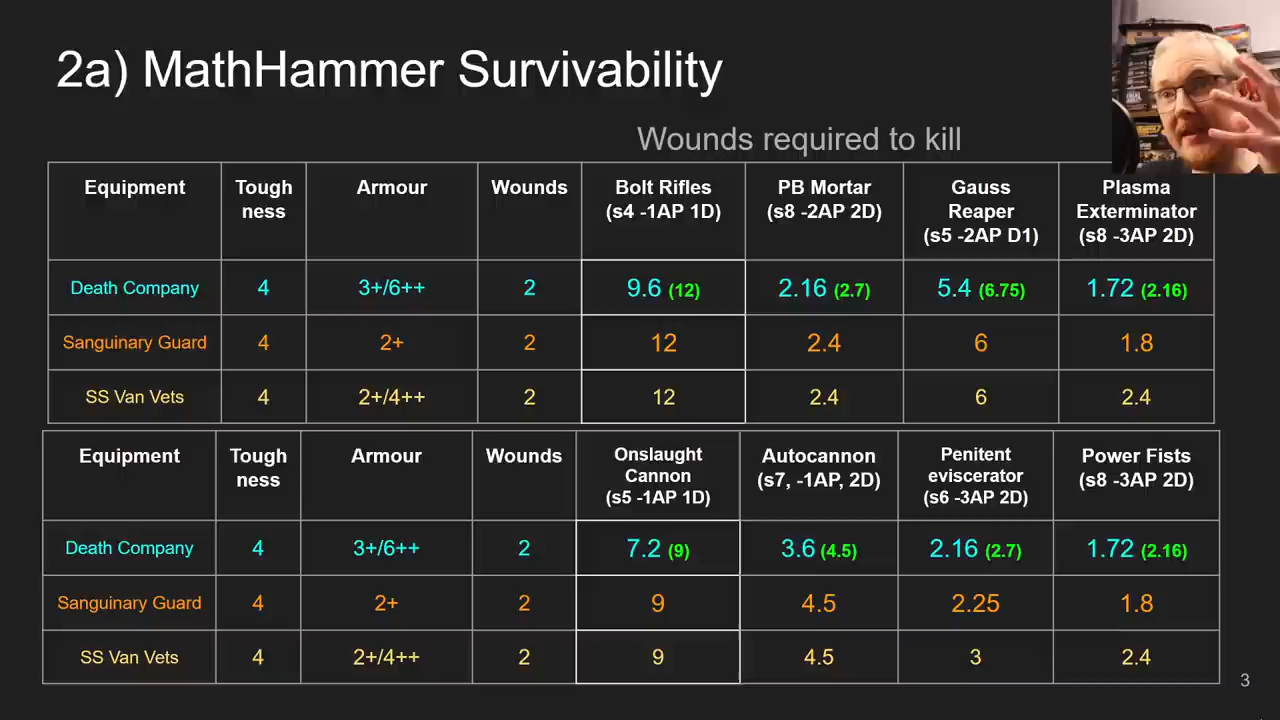 2a) MathHammer Survivability
Wounds required to kill
Equipment Tough ness Armour Wounds Bolt Rifles (s4 -1AP 1D) PB Mortar (s8 -2AP 2D) Gauss Reaper (s5 -2AP D1) Plasma Exterminator (s8 -3AP 2D)
Death Company 4 3+/6++ 2 9.6 (12) 2.16 (2.7) 5.4 (6.75) 1.72 (2.16)
Sanguinary Guard 4 2+ 2 12 2.4 6 1.8
SS Van Vets 4 2+/4++ 2 12 2.4 6 2.4
Equipment Tough ness Armour Wounds Onslaught Cannon (s5 -1AP 1D) Autocannon (s7, -1AP, 2D) Penitent eviscerator (s6 -3AP 2D) Power Fists (s8 -3AP 2D)
Death Company 4 3+/6++ 2 7.2 (9) 3.6 (4.5) 2.16 (2.7) 1.72 (2.16)
Sanguinary Guard 4 2+ 2 9 4.5 2.25 1.8
SS Van Vets 4 2+/4++ 2 9 4.5 3 2.4
3